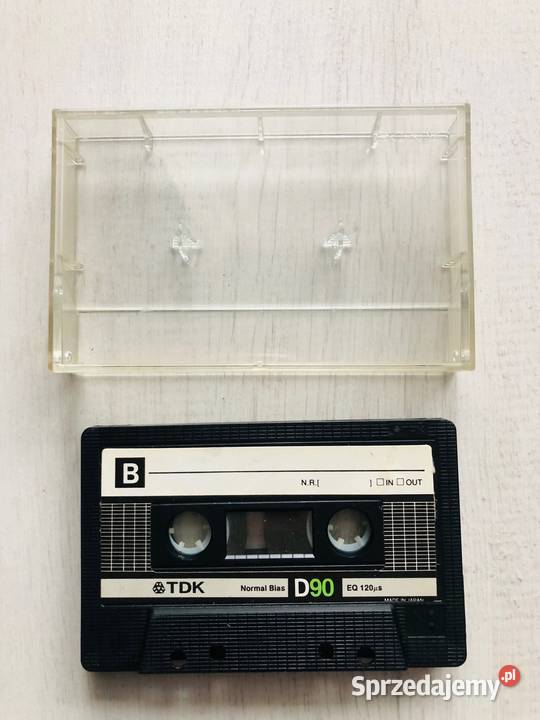 B
N.R.[ ] □IN □OUT
TDK Normal Bias D90 EQ 120μs
MADE IN JAPAN
Sprzedajemy.pl